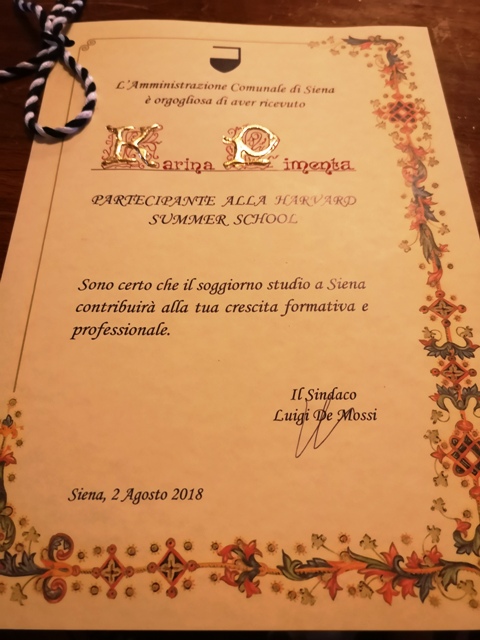 L'Amministrazione Comunale di Siena
è orgogliosa di aver ricevuto
Karina Pimenta
PARTECIPANTE ALLA HARVARD
SUMMER SCHOOL
Sono certo che il soggiorno studio a Siena
contribuirà alla tua crescita formativa e
professionale.
Il Sindaco
Luigi De Mossi
Siena, 2 Agosto 2018